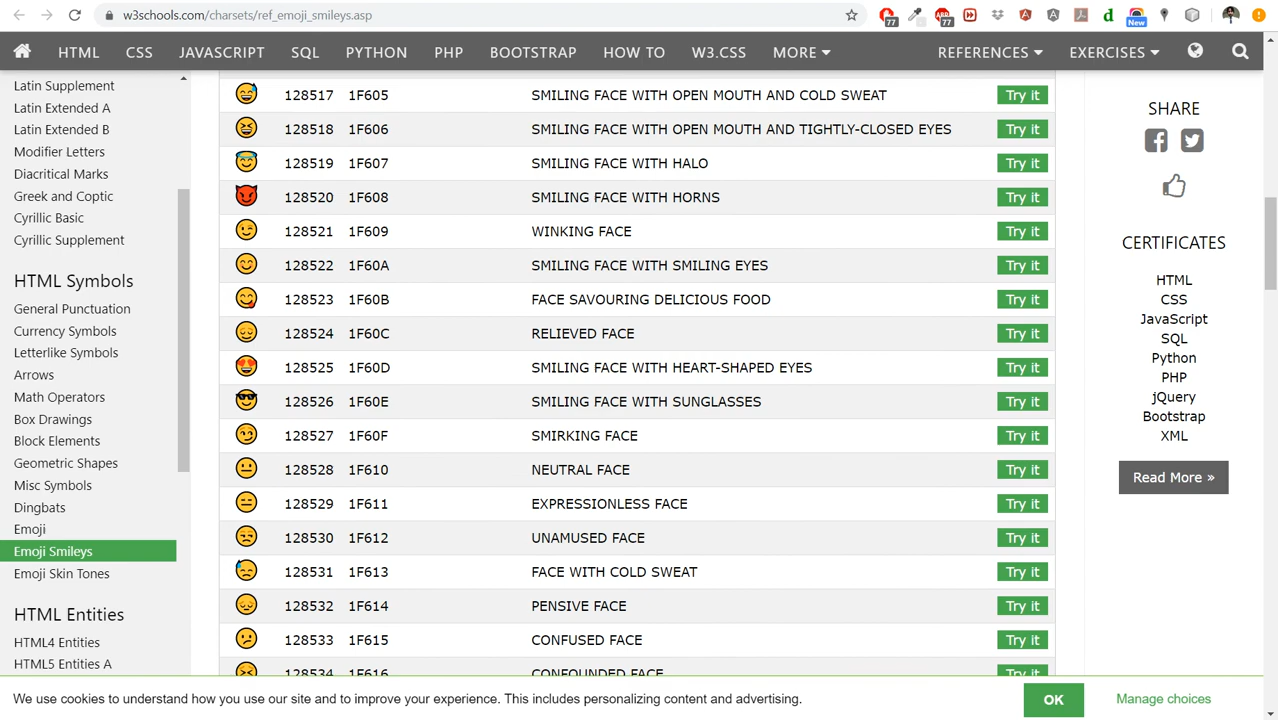 w3schools.com/charsets/ref_emoji_smileys.asp
77
77
New
HTML CSS JAVASCRIPT SQL PYTHON PHP BOOTSTRAP HOW TO W3.CSS MORE REFERENCES EXERCISES
Latin Supplement
Latin Extended A
Latin Extended B
Modifier Letters
Diacritical Marks
Greek and Coptic
Cyrillic Basic
Cyrillic Supplement
HTML Symbols
General Punctuation
Currency Symbols
Letterlike Symbols
Arrows
Math Operators
Box Drawings
Block Elements
Geometric Shapes
Misc Symbols
Dingbats
Emoji
Emoji Smileys
Emoji Skin Tones
HTML Entities
HTML4 Entities
HTML5 Entities A
128517 1F605 SMILING FACE WITH OPEN MOUTH AND COLD SWEAT Try it
128518 1F606 SMILING FACE WITH OPEN MOUTH AND TIGHTLY-CLOSED EYES Try it
128519 1F607 SMILING FACE WITH HALO Try it
128520 1F608 SMILING FACE WITH HORNS Try it
128521 1F609 WINKING FACE Try it
128522 1F60A SMILING FACE WITH SMILING EYES Try it
128523 1F60B FACE SAVOURING DELICIOUS FOOD Try it
128524 1F60C RELIEVED FACE Try it
128525 1F60D SMILING FACE WITH HEART-SHAPED EYES Try it
128526 1F60E SMILING FACE WITH SUNGLASSES Try it
128527 1F60F SMIRKING FACE Try it
128528 1F610 NEUTRAL FACE Try it
128529 1F611 EXPRESSIONLESS FACE Try it
128530 1F612 UNAMUSED FACE Try it
128531 1F613 FACE WITH COLD SWEAT Try it
128532 1F614 PENSIVE FACE Try it
128533 1F615 CONFUSED FACE Try it
128534 1F616 CONFOUNDED FACE Try it
SHARE
CERTIFICATES
HTML
CSS
JavaScript
SQL
Python
PHP
jQuery
Bootstrap
XML
Read More »
We use cookies to understand how you use our site and to improve your experience. This includes personalizing content and advertising.
OK
Manage choices